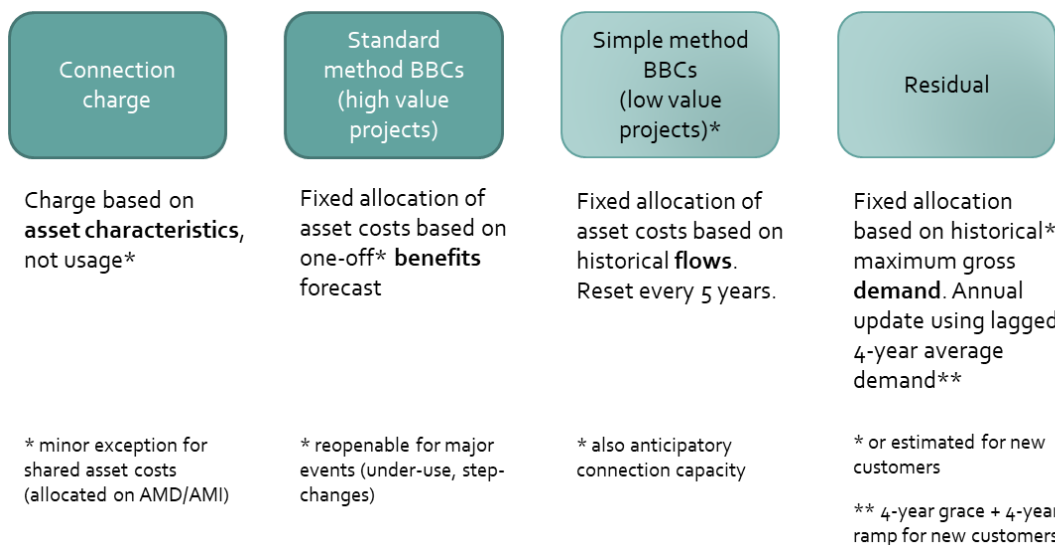 Connection
charge
Standard
method BBCs
(high value
projects)
Simple method
BBCs
(low value
projects)*
Residual
Charge based on
asset characteristics,
not usage*
Fixed allocation of
asset costs based on
one-off* benefits
forecast
Fixed allocation of
asset costs based on
historical flows.
Reset every 5 years.
Fixed allocation
based on historical*
maximum gross
demand. Annual
update using lagged
4-year average
demand**
* minor exception for
shared asset costs
(allocated on AMD/AMI)
* reopenable for major
events (under-use, step-
changes)
* also anticipatory
connection capacity
* or estimated for new
customers
** 4-year grace + 4-year
ramp for new customers